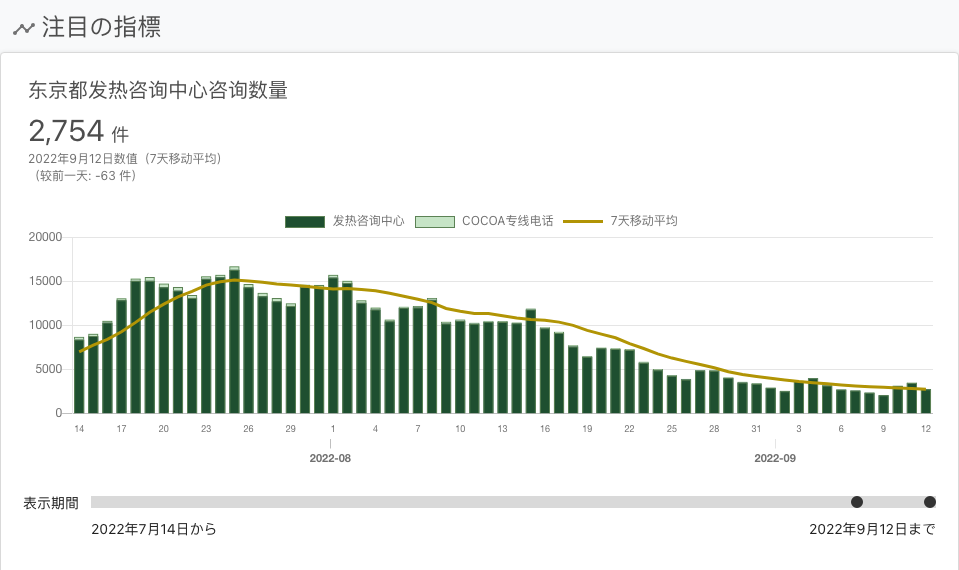 注目の指標
东京都发热咨询中心咨询数量
2,754 件
2022年9月12日数值（7天移动平均）
（较前一天: -63 件）
发热咨询中心 COCOA专线电话 7天移动平均
20000
15000
10000
5000
0
14 17 20 23 26 29 1 4 7 10 13 16 19 22 25 28 31 3 6 9 12
2022-08 2022-09
表示期間
2022年7月14日から 2022年9月12日まで